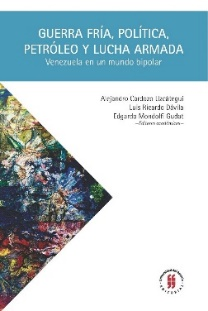 GUERRA FRÍA, POLÍTICA,
PETRÓLEO Y LUCHA ARMADA
Venezuela en un mundo bipolar
Alejandro Cardozo Uzcátegui
Luis Ricardo Dávila
Edgardo Mondolfi Gudat
–Editores académicos–